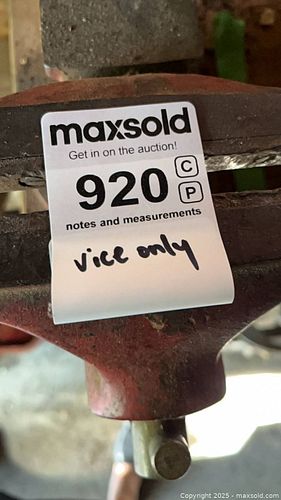 maxsold
Get in on the auction!
920 C
P
notes and measurements
vice only
Copyright 2025 - maxsold.com